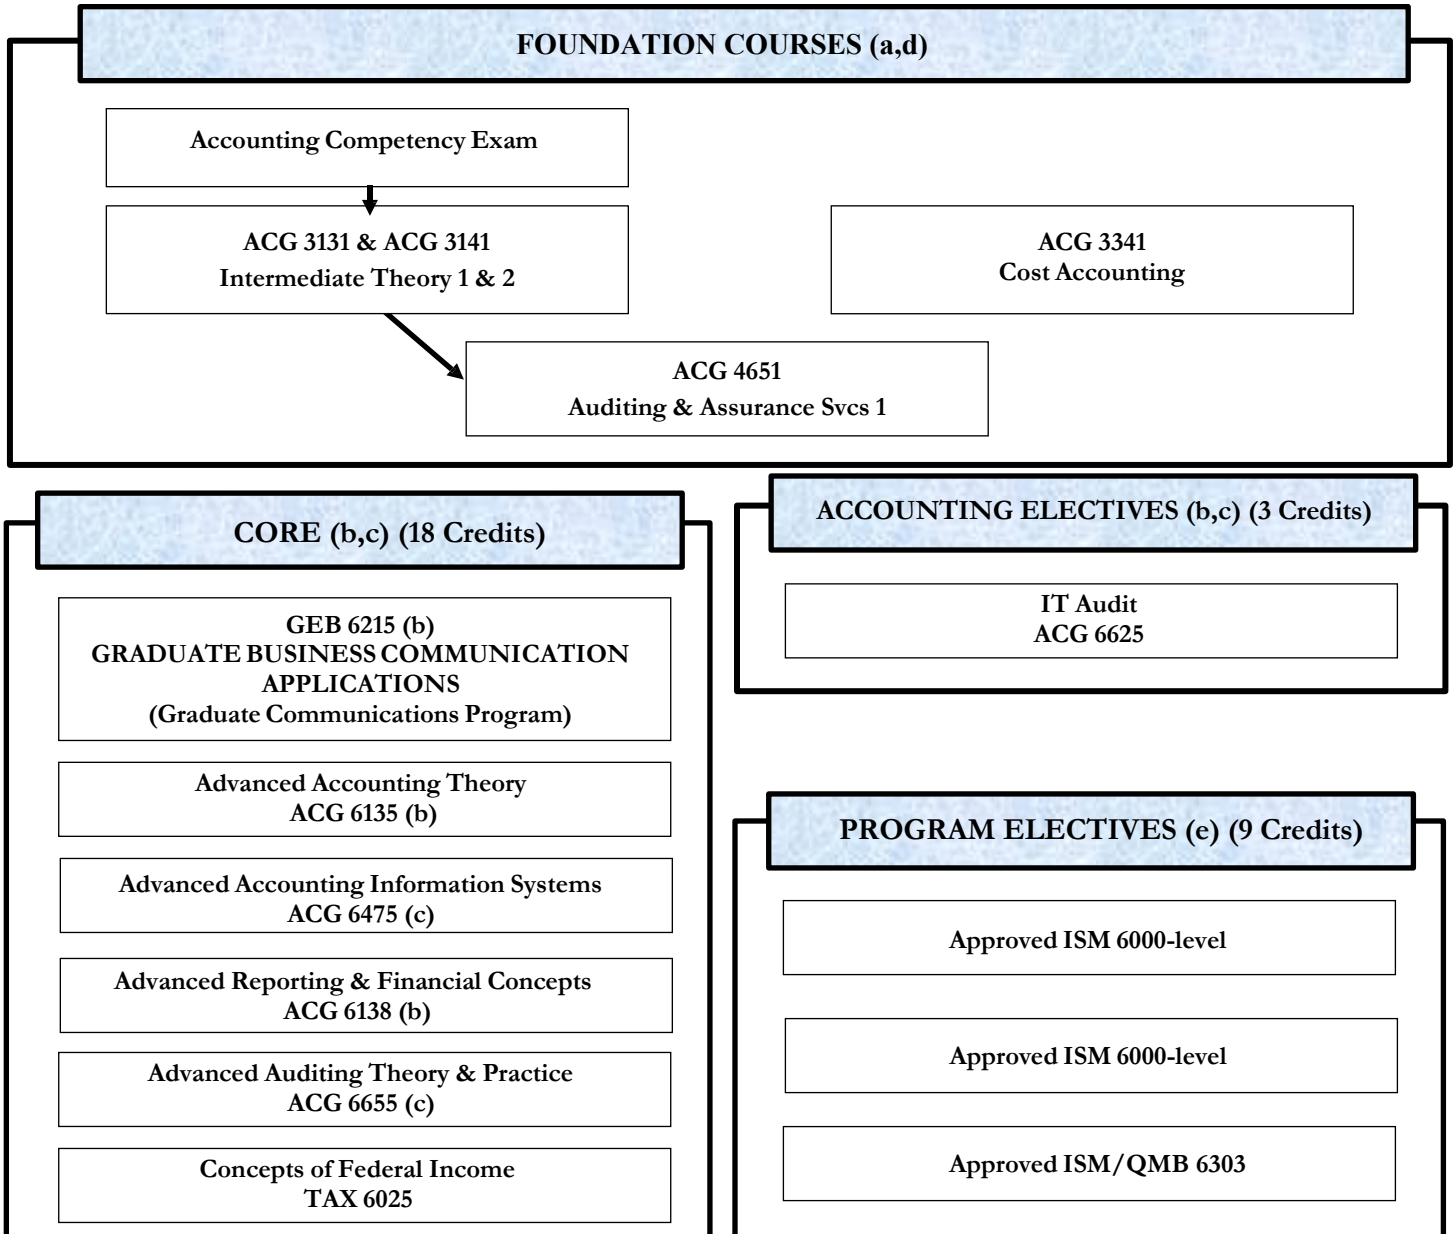 FOUNDATION COURSES (a,d)
Accounting Competency Exam
ACG 3131 & ACG 3141
Intermediate Theory 1 & 2
ACG 3341
Cost Accounting
ACG 4651
Auditing & Assurance Svcs 1
CORE (b,c) (18 Credits)
GEB 6215 (b)
GRADUATE BUSINESS COMMUNICATION
APPLICATIONS
(Graduate Communications Program)
Advanced Accounting Theory
ACG 6135 (b)
Advanced Accounting Information Systems
ACG 6475 (c)
Advanced Reporting & Financial Concepts
ACG 6138 (b)
Advanced Auditing Theory & Practice
ACG 6655 (c)
Concepts of Federal Income
TAX 6025
ACCOUNTING ELECTIVES (b,c) (3 Credits)
IT Audit
ACG 6625
PROGRAM ELECTIVES (e) (9 Credits)
Approved ISM 6000-level
Approved ISM 6000-level
Approved ISM/QMB 6303